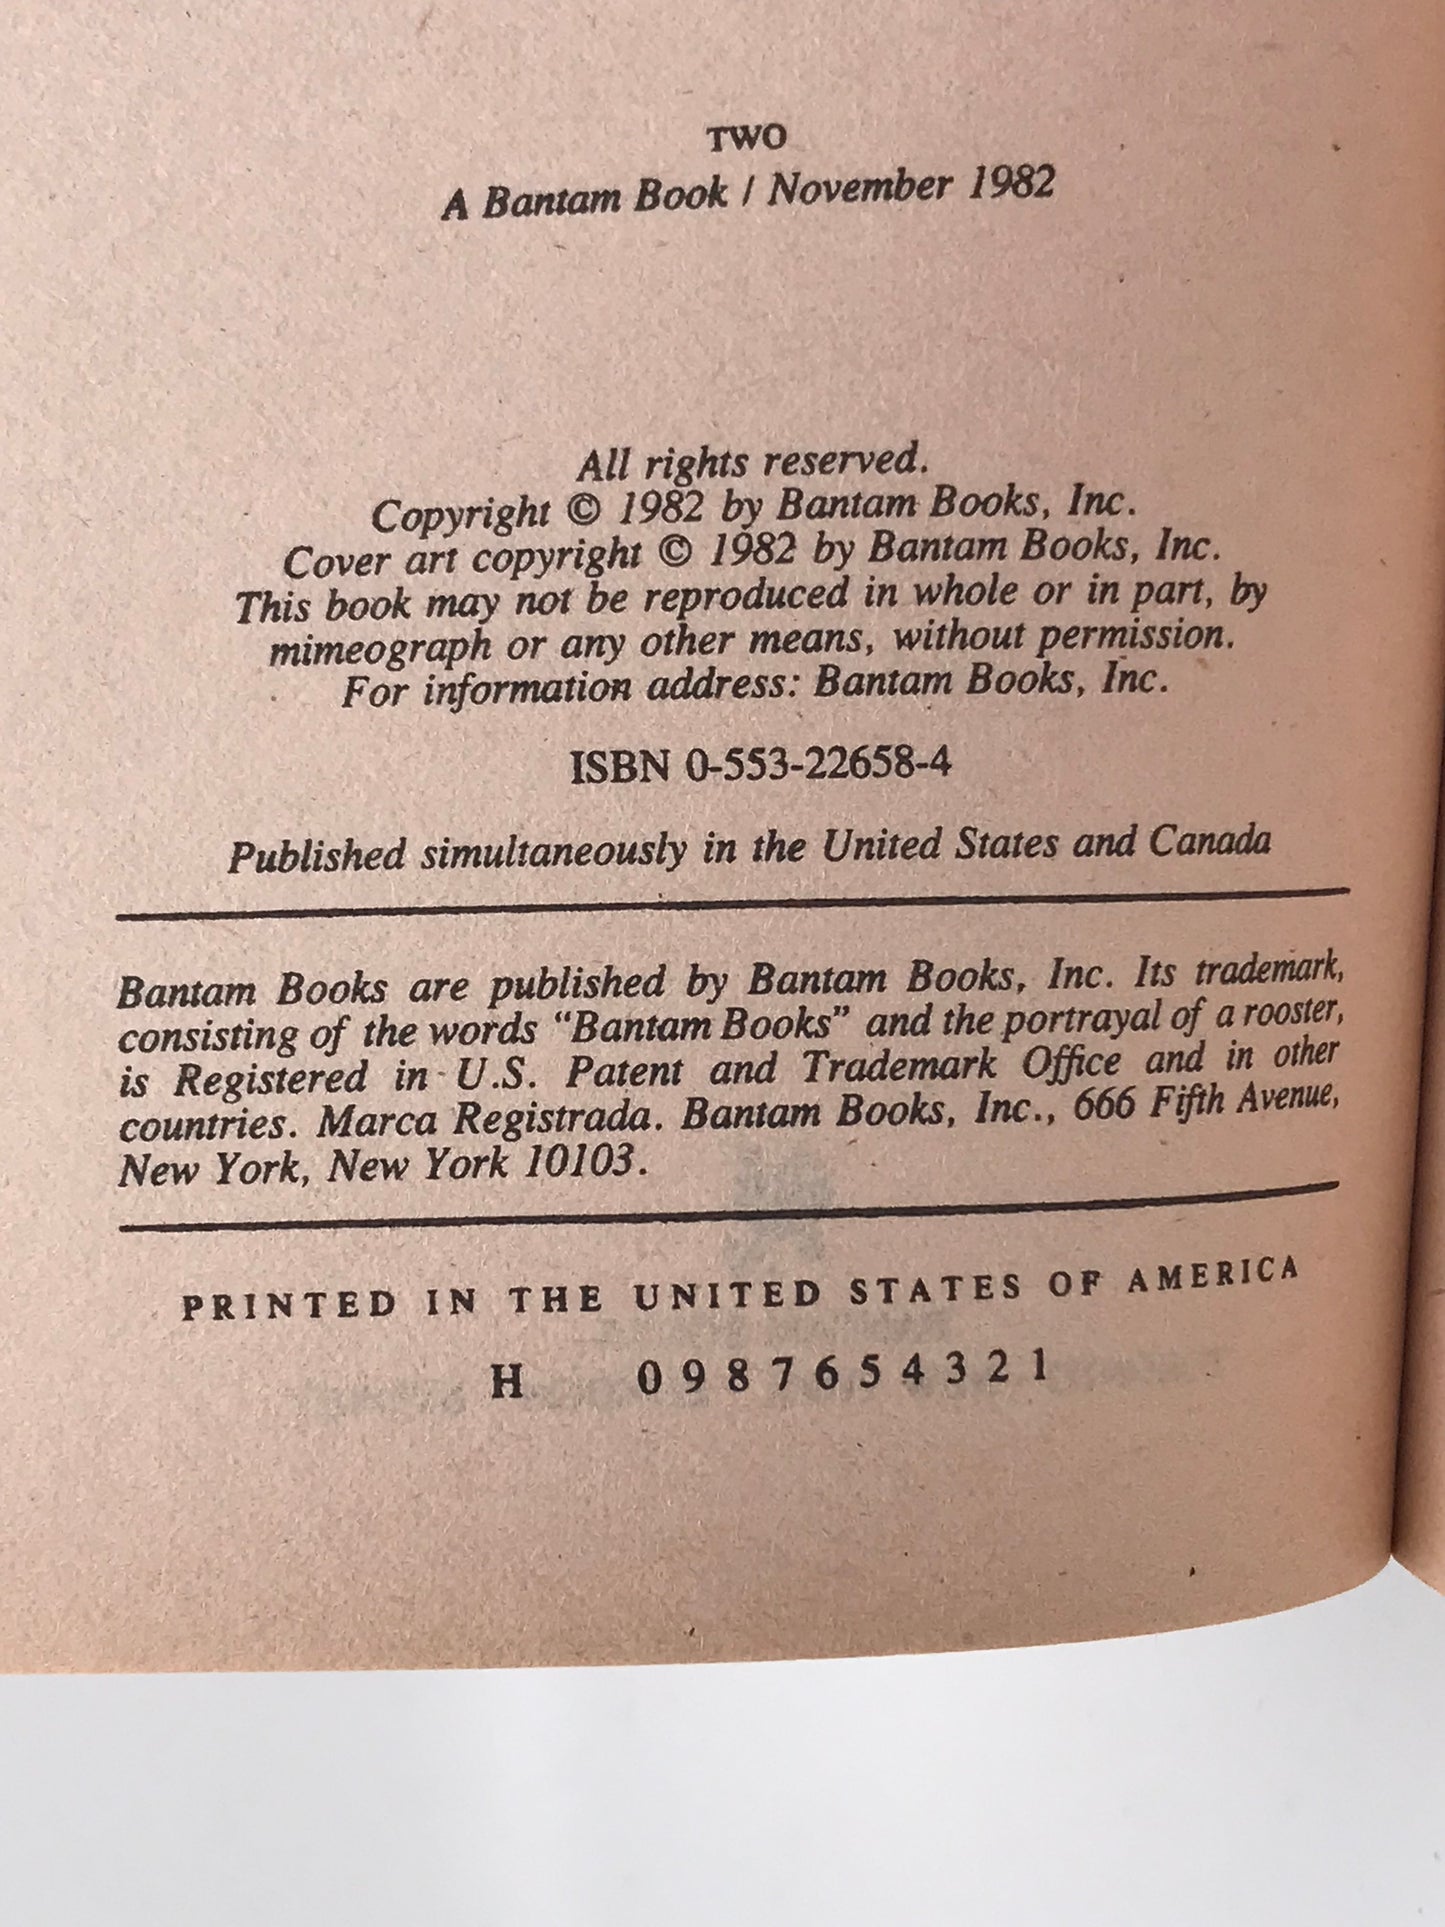 TWO
A Bantam Book / November 1982
All rights reserved.
Copyright © 1982 by Bantam Books, Inc.
Cover art copyright © 1982 by Bantam Books, Inc.
This book may not be reproduced in whole or in part, by
mimeograph or any other means, without permission.
For information address: Bantam Books, Inc.
ISBN 0-553-22658-4
Published simultaneously in the United States and Canada
Bantam Books are published by Bantam Books, Inc. Its trademark,
consisting of the words “Bantam Books” and the portrayal of a rooster,
is Registered in U.S. Patent and Trademark Office and in other
countries. Marca Registrada. Bantam Books, Inc., 666 Fifth Avenue,
New York, New York 10103.
PRINTED IN THE UNITED STATES OF AMERICA
H 0 9 8 7 6 5 4 3 2 1